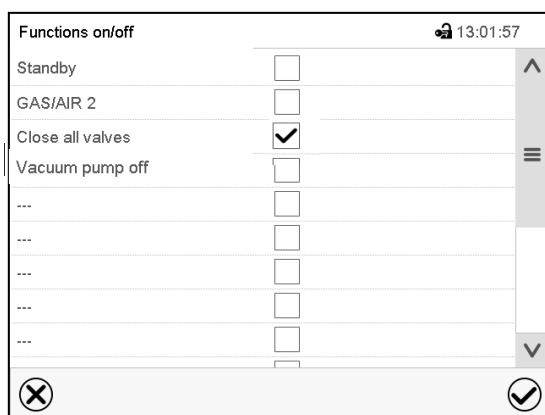 Functions on/off 13:01:57
Standby
GAS/AIR 2
Close all valves
Vacuum pump off
---
---
---
---
---